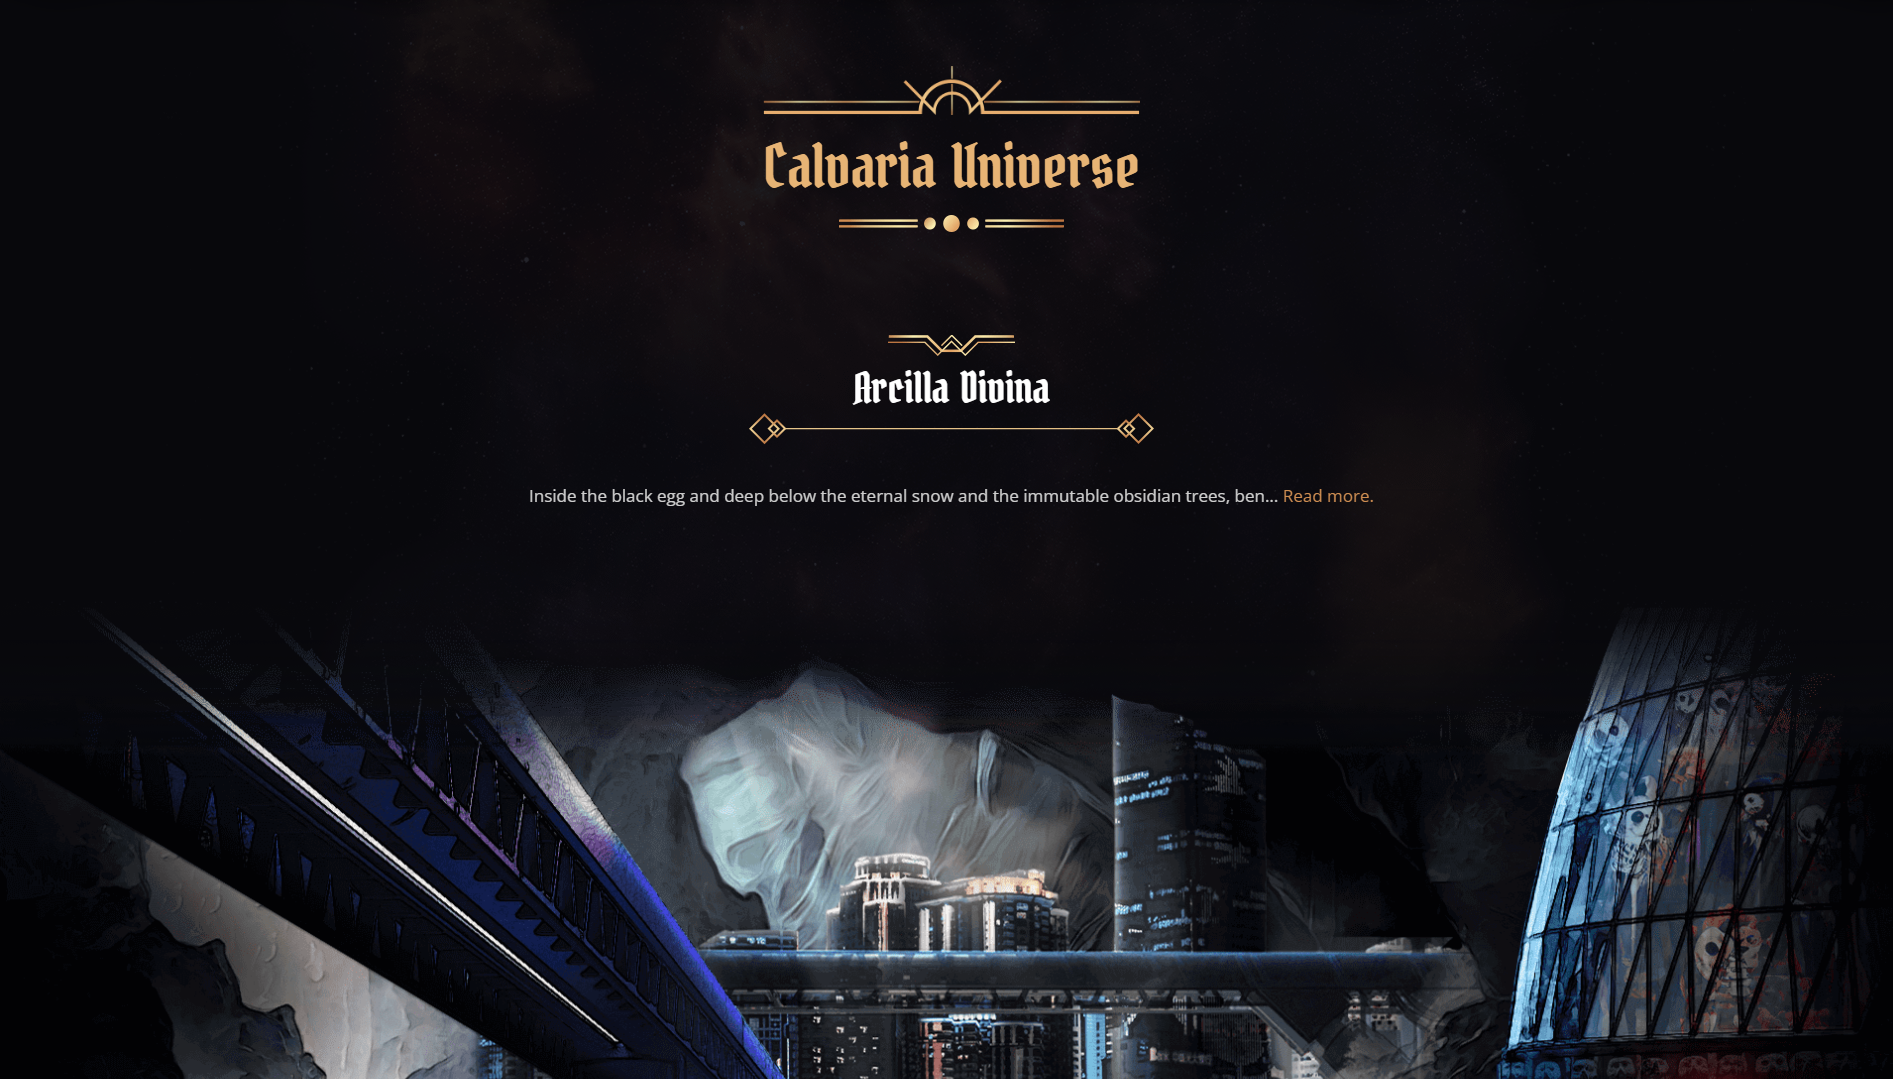 Calvaria Universe
Arcilla Divina
Inside the black egg and deep below the eternal snow and the immutable obsidian trees, ben... Read more.